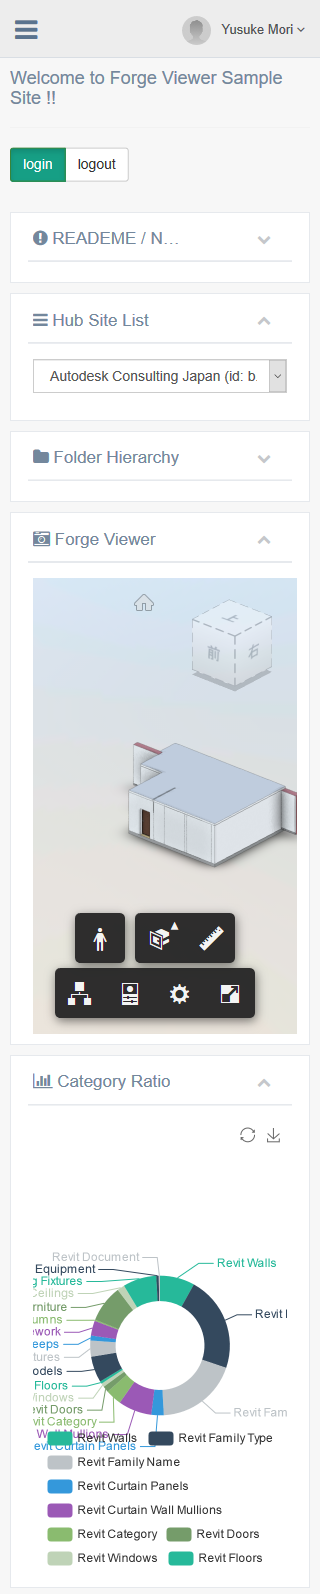 Yusuke Mori
Welcome to Forge Viewer Sample
Site !!
login logout
READEME / N...
Hub Site List
Autodesk Consulting Japan (id: b.
Folder Hierarchy
Forge Viewer
上
前 右
Category Ratio
Revit Document
Equipment
Revit Walls
g Fixtures
Ceilings
rniture
umns
Revit I
ework
eeps
tures
odels
Floors
Vindows
evit Doors
Revit Fam
vit Category
Wall Mullions
Revit Curtain Panels
Revit Walls Revit Family Type
Revit Family Name
Revit Curtain Panels
Revit Curtain Wall Mullions
Revit Category Revit Doors
Revit Windows Revit Floors